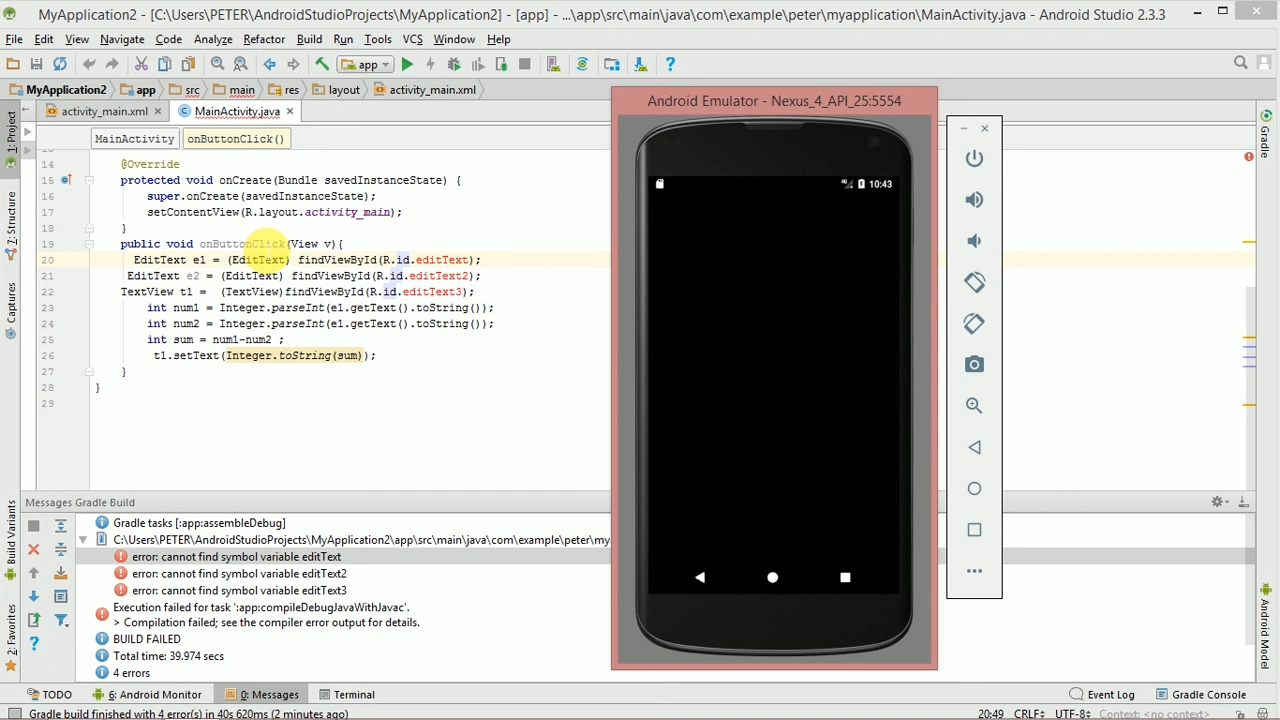 MyApplication2 - [C:\Users\PETER\AndroidStudioProjects\MyApplication2] - [app] - ...\app\src\main\java\com\example\peter\myapplication\MainActivity.java - Android Studio 2.3.3
File Edit View Navigate Code Analyze Refactor Build Run Tools VCS Window Help
app
MyApplication2 app src main res layout activity_main.xml
activity_main.xml MainActivity.java
MainActivity onButtonClick()
14 @Override
15 protected void onCreate(Bundle savedInstanceState) {
16 super.onCreate(savedInstanceState);
17 setContentView(R.layout.activity_main);
18 }
19 public void onButtonClick(View v){
20 EditText e1 = (EditText) findViewById(R.id.editText);
21 EditText e2 = (EditText) findViewById(R.id.editText2);
22 TextView t1 = (TextView)findViewById(R.id.editText3);
23 int num1 = Integer.parseInt(e1.getText().toString());
24 int num2 = Integer.parseInt(e1.getText().toString());
25 int sum = num1-num2 ;
26 t1.setText(Integer.toString(sum));
27 }
28 }
29
1: Project
7: Structure
Captures
Build Variants
2: Favorites
Android Emulator - Nexus_4_API_25:5554
10:43
Gradle
Android Model
Messages Gradle Build
Gradle tasks [:app:assembleDebug]
C:\Users\PETER\AndroidStudioProjects\MyApplication2\app\src\main\java\com\example\peter\my
error: cannot find symbol variable editText
error: cannot find symbol variable editText2
error: cannot find symbol variable editText3
Execution failed for task ':app:compileDebugJavaWithJavac'.
> Compilation failed; see the compiler error output for details.
BUILD FAILED
Total time: 39.974 secs
4 errors
TODO 6: Android Monitor 0: Messages Terminal Event Log Gradle Console
Gradle build finished with 4 error(s) in 40s 620ms (2 minutes ago) 20:49 CRLF UTF-8 Context: <no context>